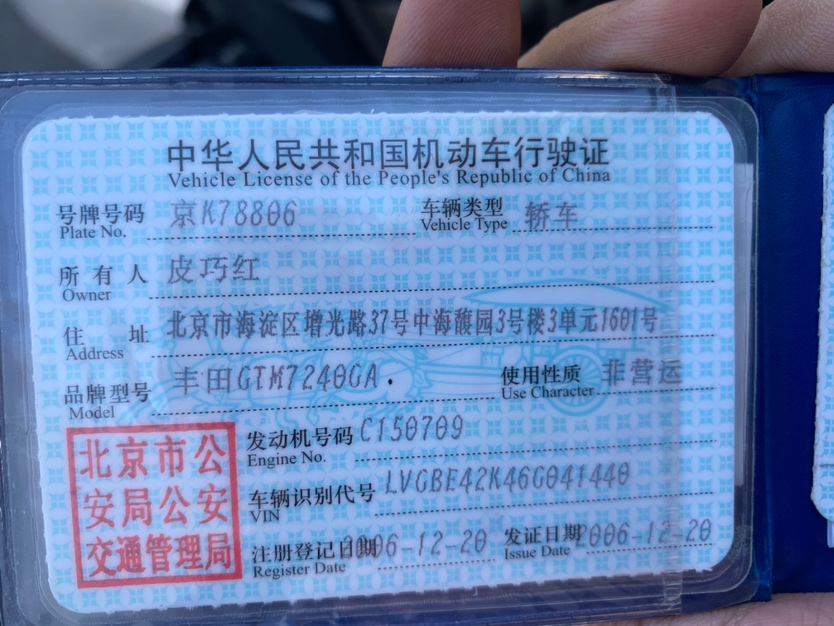 中华人民共和国机动车行驶证
Vehicle License of the People's Republic of China
号牌号码 京K78806 车辆类型 轿车
Plate No. Vehicle Type
所有人 皮巧红
Owner
住址 北京市海淀区增光路37号中海馥园3号楼3单元1601号
Address
品牌型号 丰田GTM7240GA. 使用性质 非营运
Model Use Character
北京市公
安局公安
交通管理局
发动机号码 C150709
Engine No.
车辆识别代号 LVGBE42K46G041440
VIN
注册登记日期 2006-12-20 发证日期 2006-12-20
Register Date Issue Date